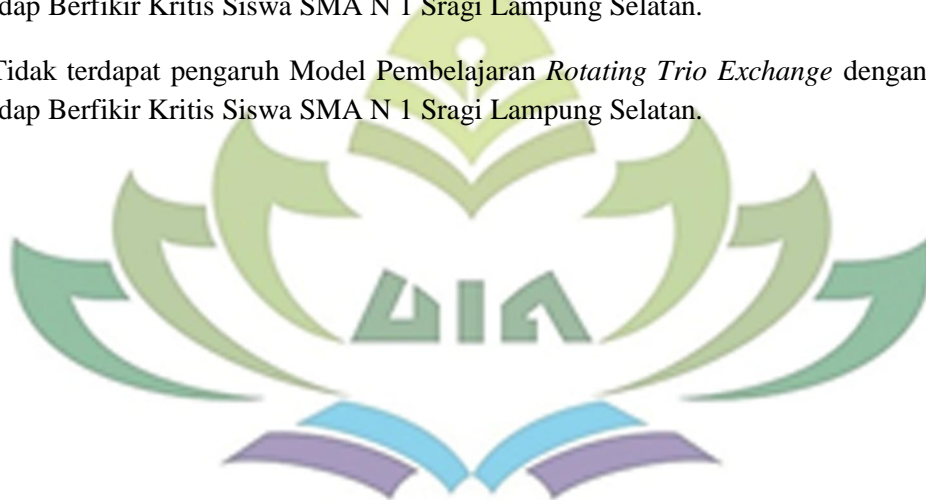 dap Berfikir Kritis Siswa SMA N 1 Sragi Lampung Selatan.
Tidak terdapat pengaruh Model Pembelajaran Rotating Trio Exchange dengan
dap Berfikir Kritis Siswa SMA N 1 Sragi Lampung Selatan.
UIN